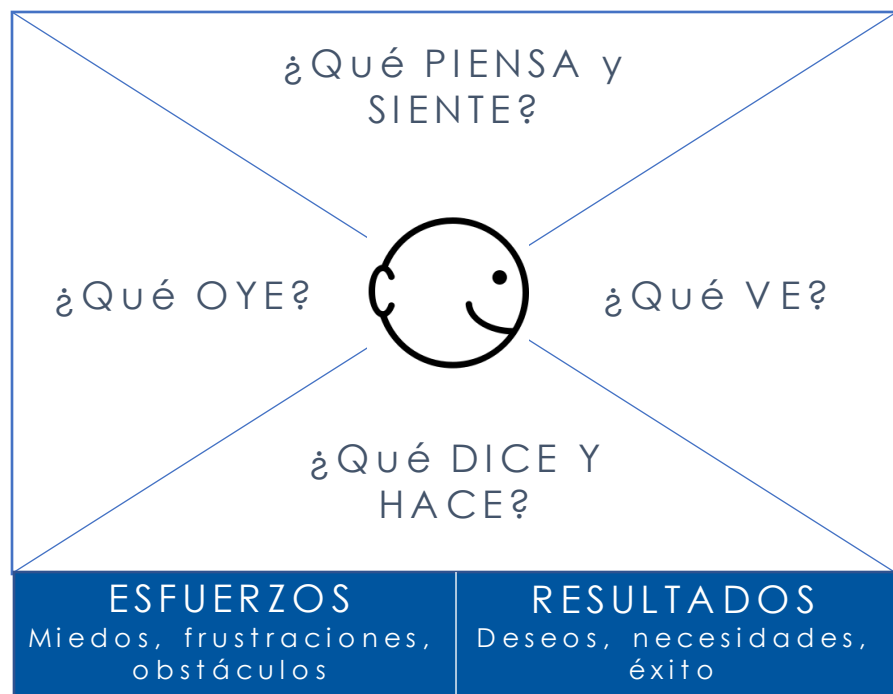 ¿Qué PIENSA y
SIENTE?
¿Qué OYE?
¿Qué VE?
¿Qué DICE Y
HACE?
ESFUERZOS
Miedos, frustraciones,
obstáculos
RESULTADOS
Deseos, necesidades,
éxito